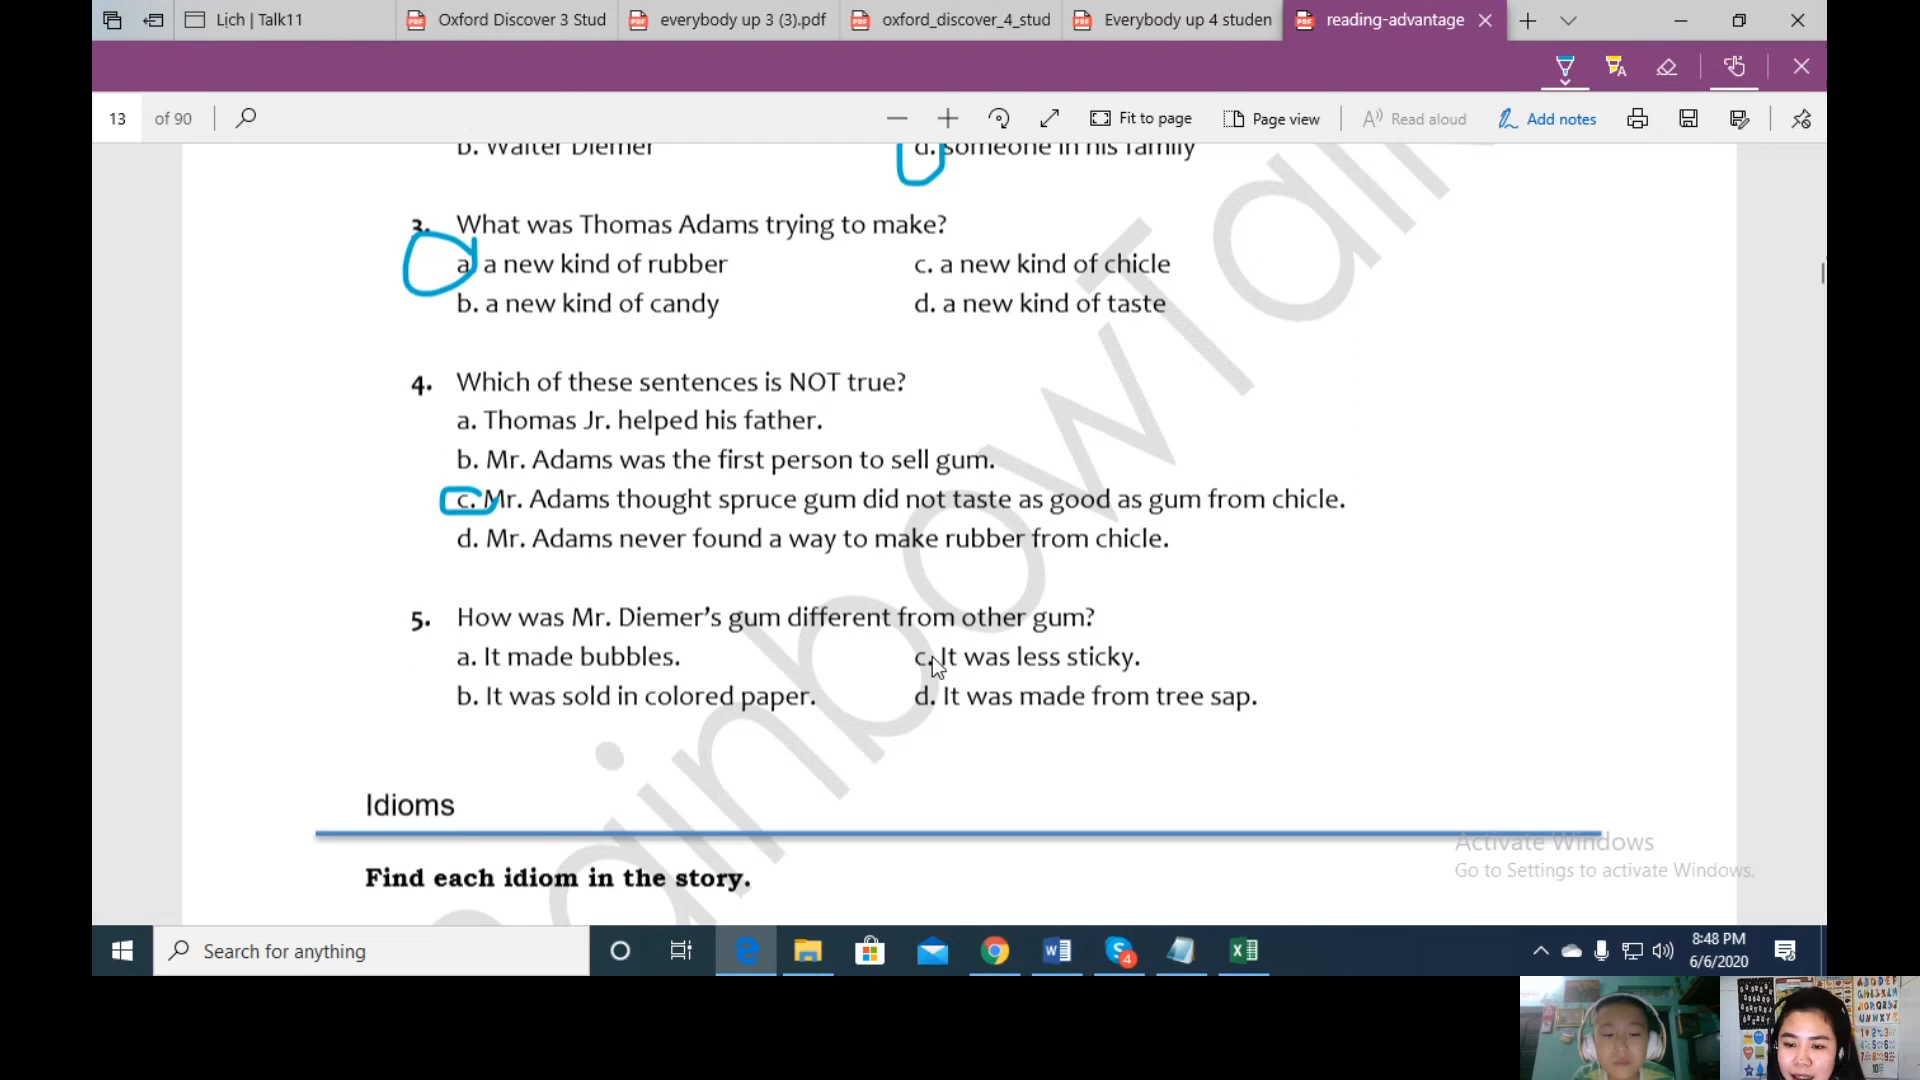 Lịch | Talk11
Oxford Discover 3 Stud
everybody up 3 (3).pdf
oxford_discover_4_stud
Everybody up 4 studen
reading-advantage
13 of 90
Fit to page
Page view
Read aloud
Add notes
b. Walter Diemer
d. someone in his family
3. What was Thomas Adams trying to make?
a. a new kind of rubber
c. a new kind of chicle
b. a new kind of candy
d. a new kind of taste
4. Which of these sentences is NOT true?
a. Thomas Jr. helped his father.
b. Mr. Adams was the first person to sell gum.
c. Mr. Adams thought spruce gum did not taste as good as gum from chicle.
d. Mr. Adams never found a way to make rubber from chicle.
5. How was Mr. Diemer's gum different from other gum?
a. It made bubbles.
c. It was less sticky.
b. It was sold in colored paper.
d. It was made from tree sap.
Idioms
Find each idiom in the story.
Activate Windows
Go to Settings to activate Windows.
Search for anything
4
8:48 PM
6/6/2020